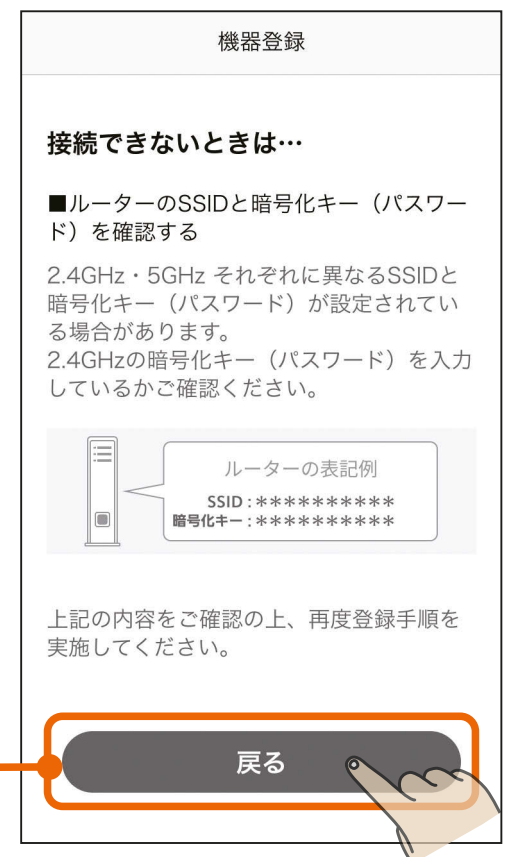 機器登録
接続できないときは…
■ルーターのSSIDと暗号化キー（パスワー
ド）を確認する
2.4GHz・5GHz それぞれに異なるSSIDと
暗号化キー（パスワード）が設定されてい
る場合があります。
2.4GHzの暗号化キー（パスワード）を入力
しているかご確認ください。
ルーターの表記例
SSID：**********
暗号化キー：**********
上記の内容をご確認の上、再度登録手順を
実施してください。
戻る